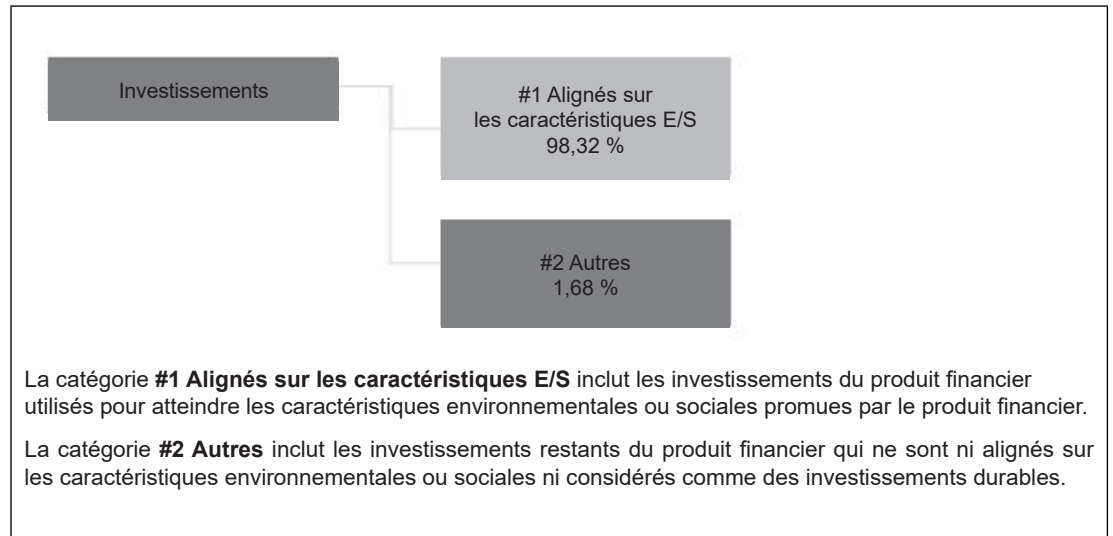 Investissements
#1 Alignés sur
les caractéristiques E/S
98,32 %
#2 Autres
1,68 %
La catégorie #1 Alignés sur les caractéristiques E/S inclut les investissements du produit financier
utilisés pour atteindre les caractéristiques environnementales ou sociales promues par le produit financier.
La catégorie #2 Autres inclut les investissements restants du produit financier qui ne sont ni alignés sur
les caractéristiques environnementales ou sociales ni considérés comme des investissements durables.